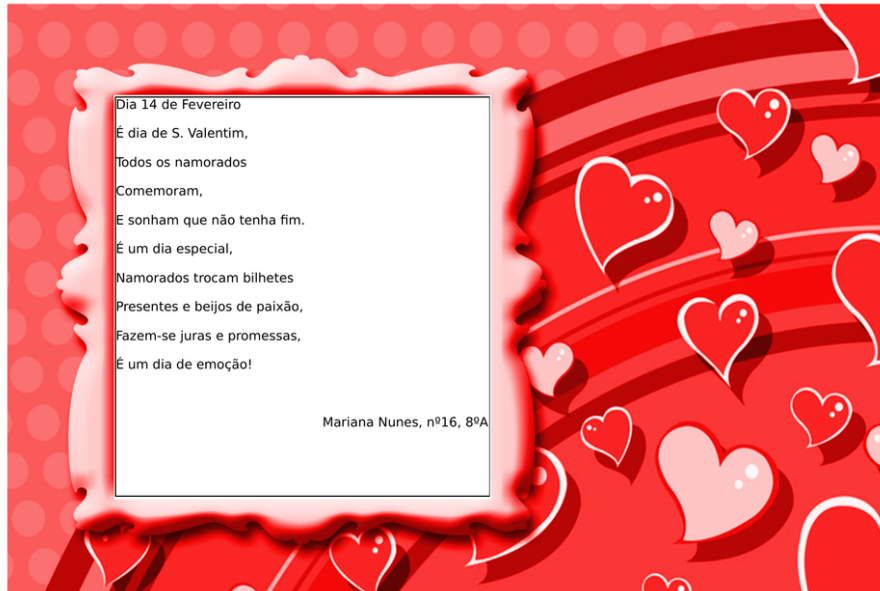 Dia 14 de Fevereiro
É dia de S. Valentim,
Todos os namorados
Comemoram,
E sonham que não tenha fim.
É um dia especial,
Namorados trocam bilhetes
Presentes e beijos de paixão,
Fazem-se juras e promessas,
É um dia de emoção!
Mariana Nunes, nº16, 8ºA